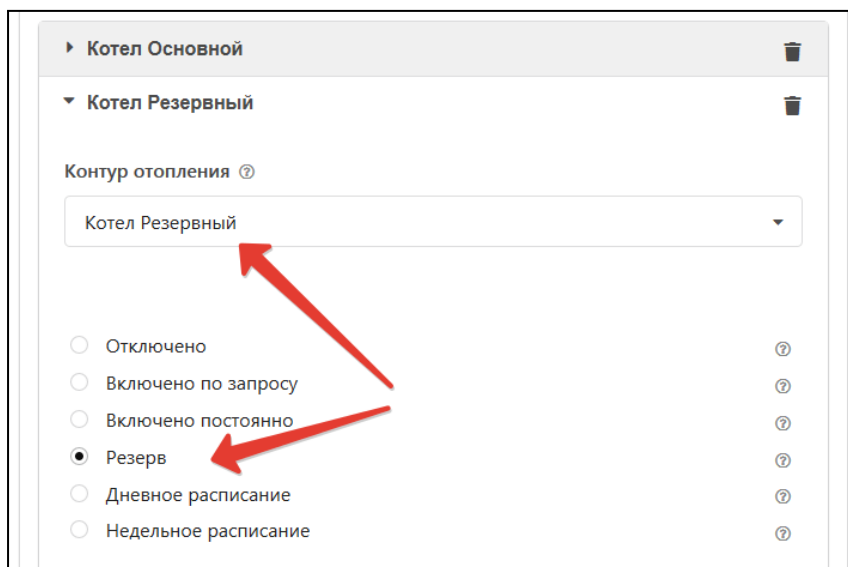 Котел Основной
Котел Резервный
Контур отопления
Котел Резервный
Отключено
Включено по запросу
Включено постоянно
Резерв
Дневное расписание
Недельное расписание